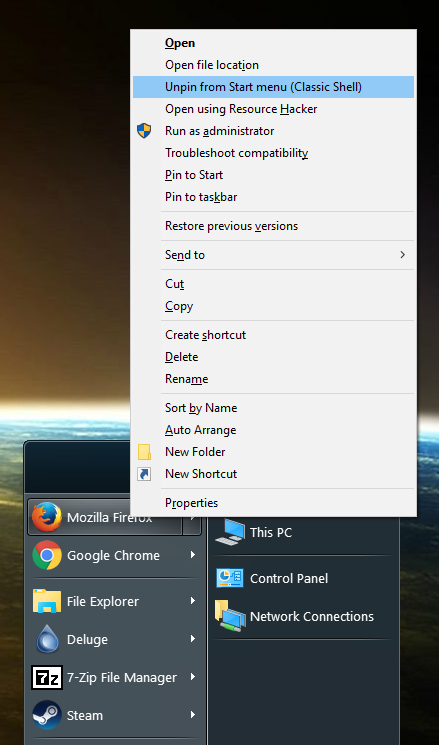 Open
Open file location
Unpin from Start menu (Classic Shell)
Open using Resource Hacker
Run as administrator
Troubleshoot compatibility
Pin to Start
Pin to taskbar
Restore previous versions
Send to
Cut
Copy
Create shortcut
Delete
Rename
Sort by Name
Auto Arrange
New Folder
New Shortcut
Properties
Mozilla Firefox
Google Chrome
File Explorer
Deluge
7z 7-Zip File Manager
Steam
This PC
Control Panel
Network Connections